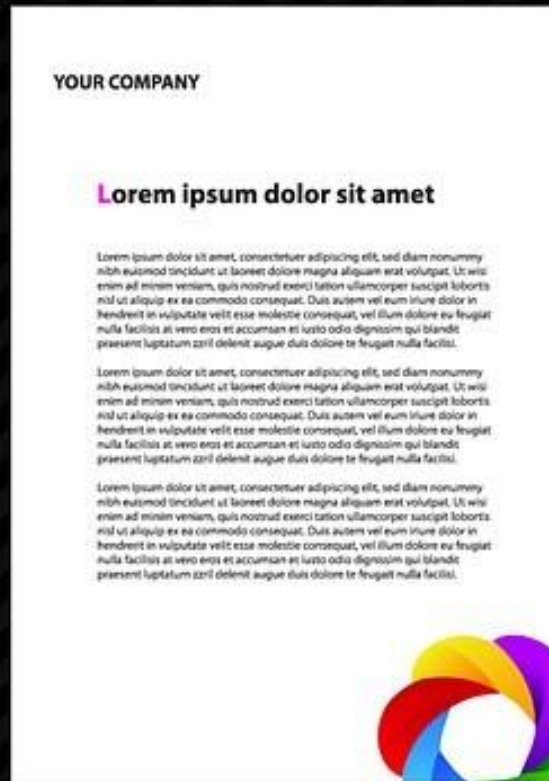 YOUR COMPANY
Lorem ipsum dolor sit amet
Lorem ipsum dolor sit amet, consectetuer adipiscing elit, sed diam nonummy
nibh euismod tincidunt ut laoreet dolore magna aliquam erat volutpat. Ut wisi
enim ad minim veniam, quis nostrud exerci tation ullamcorper suscipit lobortis
nisl ut aliquip ex ea commodo consequat. Duis autem vel eum iriure dolor in
hendrerit in vulputate velit esse molestie consequat, vel illum dolore eu feugiat
nulla facilisis at vero eros et accumsan et iusto odio dignissim qui blandit
praesent luptatum zzril delenit augue duis dolore te feugait nulla facilisi.
Lorem ipsum dolor sit amet, consectetuer adipiscing elit, sed diam nonummy
nibh euismod tincidunt ut laoreet dolore magna aliquam erat volutpat. Ut wisi
enim ad minim veniam, quis nostrud exerci tation ullamcorper suscipit lobortis
nisl ut aliquip ex ea commodo consequat. Duis autem vel eum iriure dolor in
hendrerit in vulputate velit esse molestie consequat, vel illum dolore eu feugiat
nulla facilisis at vero eros et accumsan et iusto odio dignissim qui blandit
praesent luptatum zzril delenit augue duis dolore te feugait nulla facilisi.
Lorem ipsum dolor sit amet, consectetuer adipiscing elit, sed diam nonummy
nibh euismod tincidunt ut laoreet dolore magna aliquam erat volutpat. Ut wisi
enim ad minim veniam, quis nostrud exerci tation ullamcorper suscipit lobortis
nisl ut aliquip ex ea commodo consequat. Duis autem vel eum iriure dolor in
hendrerit in vulputate velit esse molestie consequat, vel illum dolore eu feugiat
nulla facilisis at vero eros et accumsan et iusto odio dignissim qui blandit
praesent luptatum zzril delenit augue duis dolore te feugait nulla facilisi.